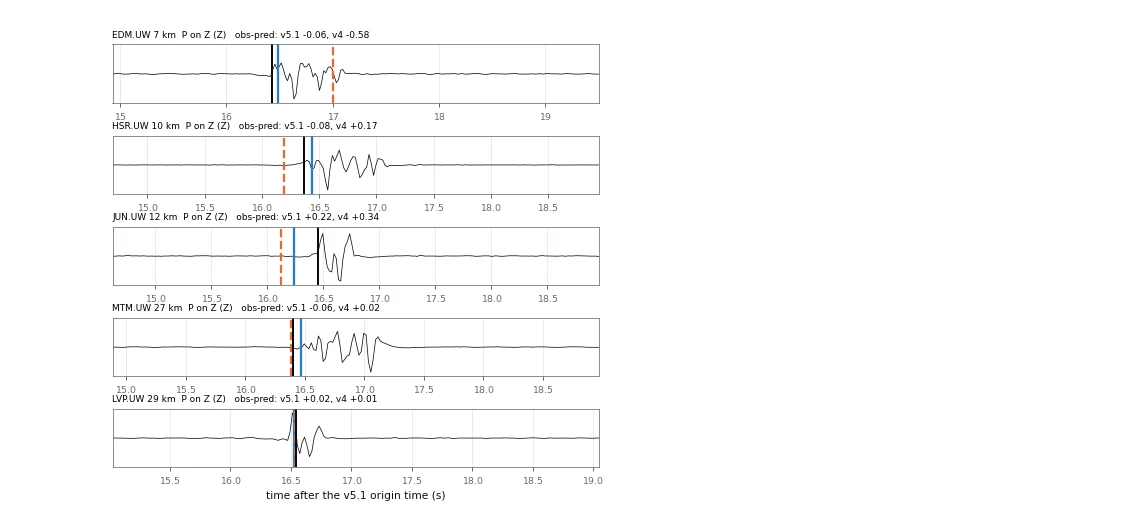 EDM.UW 7 km P on Z (Z) obs-pred: v5.1 -0.06, v4 -0.58
15 16 17 18 19
HSR.UW 10 km P on Z (Z) obs-pred: v5.1 -0.08, v4 +0.17
15.0 15.5 16.0 16.5 17.0 17.5 18.0 18.5
JUN.UW 12 km P on Z (Z) obs-pred: v5.1 +0.22, v4 +0.34
15.0 15.5 16.0 16.5 17.0 17.5 18.0 18.5
MTM.UW 27 km P on Z (Z) obs-pred: v5.1 -0.06, v4 +0.02
15.0 15.5 16.0 16.5 17.0 17.5 18.0 18.5
LVP.UW 29 km P on Z (Z) obs-pred: v5.1 +0.02, v4 +0.01
15.5 16.0 16.5 17.0 17.5 18.0 18.5 19.0
time after the v5.1 origin time (s)